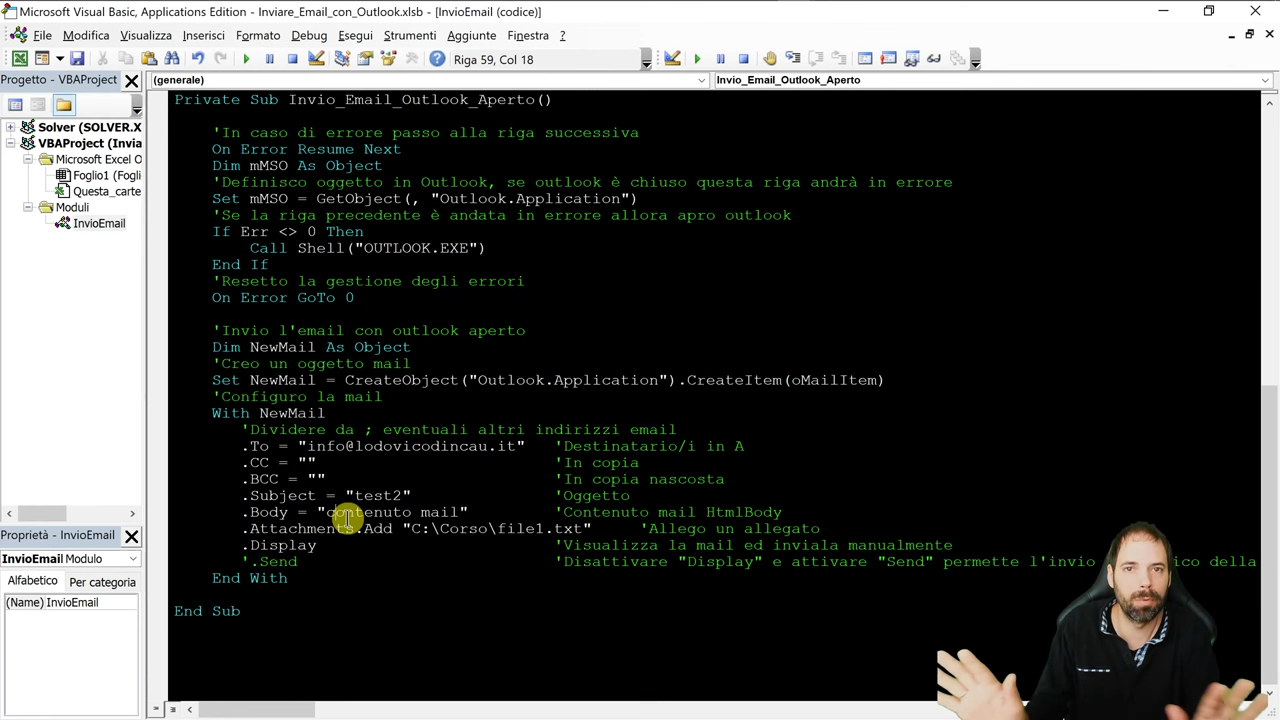 Microsoft Visual Basic, Applications Edition - Inviare_Email_con_Outlook.xlsb - [InvioEmail (codice)]
File Modifica Visualizza Inserisci Formato Debug Esegui Strumenti Aggiunte Finestra ?
Riga 59, Col 18
Progetto - VBAProject
(generale)
Invio_Email_Outlook_Aperto
Solver (SOLVER.X
VBAProject (Invia
Microsoft Excel O
Foglio1 (Fogli
Questa_carte
Moduli
InvioEmail
Private Sub Invio_Email_Outlook_Aperto()
'In caso di errore passo alla riga successiva
On Error Resume Next
Dim mMSO As Object
'Definisco oggetto in Outlook, se outlook è chiuso questa riga andrà in errore
Set mMSO = GetObject(, "Outlook.Application")
'Se la riga precedente è andata in errore allora apro outlook
If Err <> 0 Then
Call Shell("OUTLOOK.EXE")
End If
'Resetto la gestione degli errori
On Error GoTo 0
'Invio l'email con outlook aperto
Dim NewMail As Object
'Creo un oggetto mail
Set NewMail = CreateObject("Outlook.Application").CreateItem(oMailItem)
'Configuro la mail
With NewMail
'Dividere da ; eventuali altri indirizzi email
.To = "info@lodovicodincau.it" 'Destinatario/i in A
.CC = "" 'In copia
.BCC = "" 'In copia nascosta
.Subject = "test2" 'Oggetto
.Body = "contenuto mail" 'Contenuto mail HtmlBody
.Attachments.Add "C:\Corso\file1.txt" 'Allego un allegato
.Display 'Visualizza la mail ed inviala manualmente
'.Send 'Disattivare "Display" e attivare "Send" permette l'invio della
End With
End Sub
Proprietà - InvioEmail
InvioEmail Modulo
Alfabetico Per categoria
(Name) InvioEmail